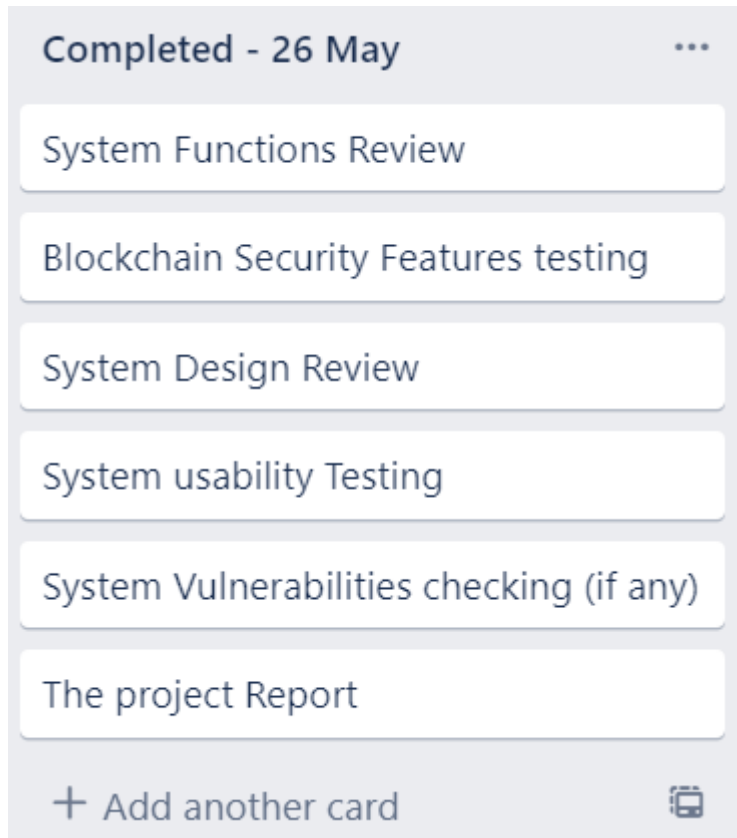 Completed - 26 May
System Functions Review
Blockchain Security Features testing
System Design Review
System usability Testing
System Vulnerabilities checking (if any)
The project Report
+ Add another card